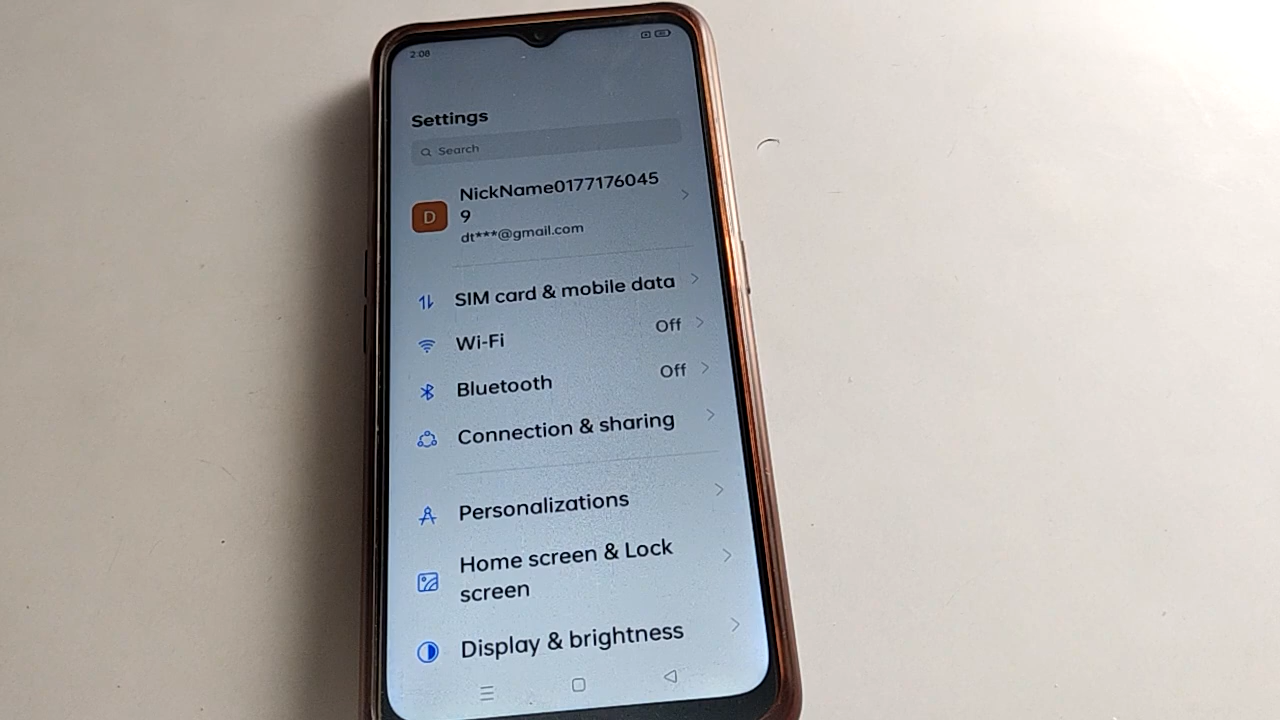 2:08
Settings
Search
D
NickName0177176045
9
dt***@gmail.com
SIM card & mobile data
Wi-Fi Off
Bluetooth Off
Connection & sharing
Personalizations
Home screen & Lock
screen
Display & brightness